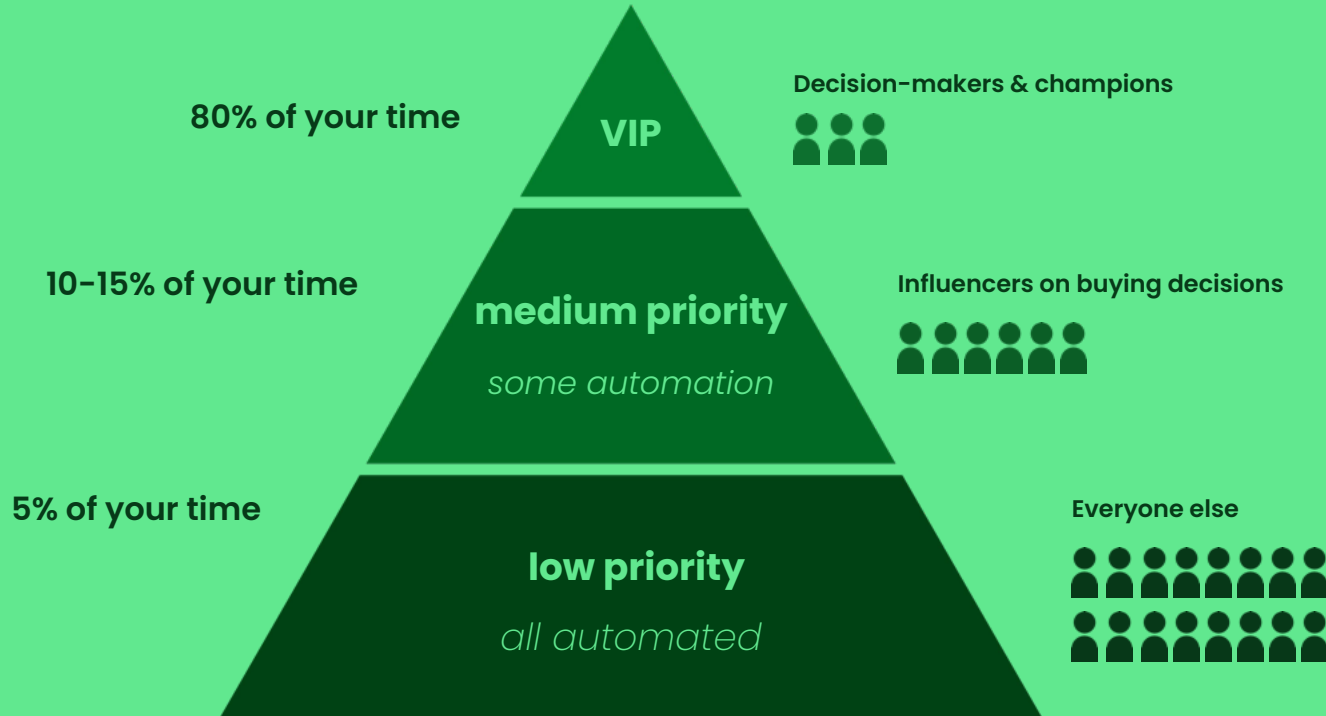 80% of your time
VIP
Decision-makers & champions
10-15% of your time
medium priority
some automation
Influencers on buying decisions
5% of your time
low priority
all automated
Everyone else